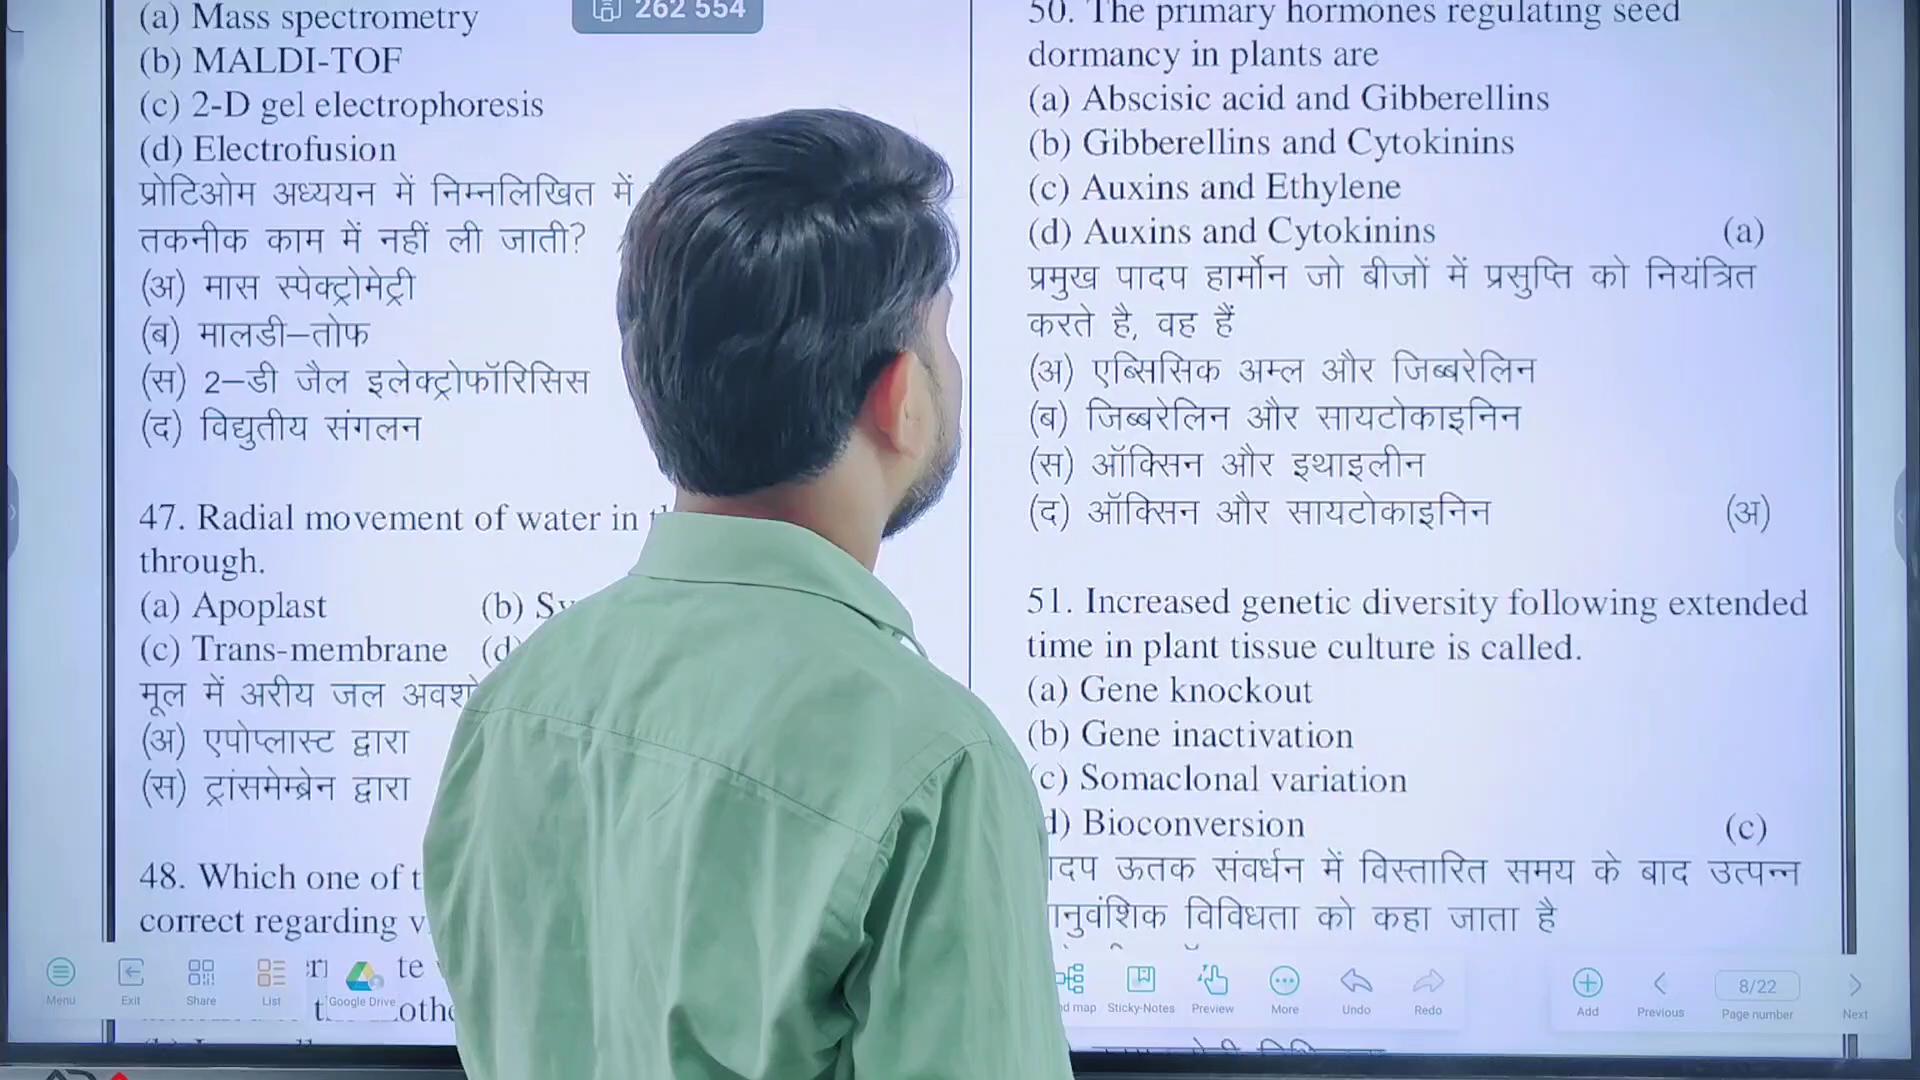 262 554
(a) Mass spectrometry
(b) MALDI-TOF
(c) 2-D gel electrophoresis
(d) Electrofusion
प्रोटिओम अध्ययन में निम्नलिखित में
तकनीक काम में नहीं ली जाती?
(अ) मास स्पेक्ट्रोमेट्री
(ब) मालडी–तोफ
(स) 2–डी जैल इलेक्ट्रोफॉरिसिस
(द) विद्युतीय संगलन
47. Radial movement of water in
through.
(a) Apoplast (b)
(c) Trans-membrane (d)
मूल में अरीय जल
(अ) एपोप्लास्ट द्वारा
(स) ट्रांसमेम्ब्रेन द्वारा
48. Which one of
correct regarding
50. The primary hormones regulating seed
dormancy in plants are
(a) Abscisic acid and Gibberellins
(b) Gibberellins and Cytokinins
(c) Auxins and Ethylene
(d) Auxins and Cytokinins (a)
प्रमुख पादप हार्मोन जो बीजों में प्रसुप्ति को नियंत्रित
करते है, वह हैं
(अ) एब्सिसिक अम्ल और जिब्बरेलिन
(ब) जिब्बरेलिन और सायटोकाइनिन
(स) ऑक्सिन और इथाइलीन
(द) ऑक्सिन और सायटोकाइनिन (अ)
51. Increased genetic diversity following extended
time in plant tissue culture is called.
(a) Gene knockout
(b) Gene inactivation
(c) Somaclonal variation
d) Bioconversion (c)
ऊतक संवर्धन में विस्तारित समय के बाद उत्पन्न
विविधता को कहा जाता है
Menu Exit Share List Google Drive map Sticky-Notes Preview More Undo Redo Add Previous 8/22 Page number Next